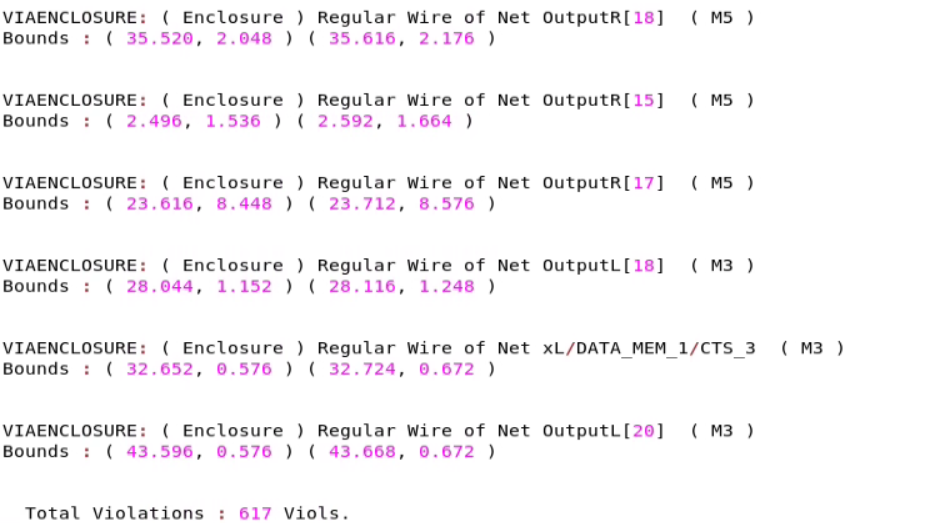 VIAENCLOSURE: ( Enclosure ) Regular Wire of Net OutputR[18]  ( M5 )
Bounds : ( 35.520, 2.048 ) ( 35.616, 2.176 )
VIAENCLOSURE: ( Enclosure ) Regular Wire of Net OutputR[15]  ( M5 )
Bounds : ( 2.496, 1.536 ) ( 2.592, 1.664 )
VIAENCLOSURE: ( Enclosure ) Regular Wire of Net OutputR[17]  ( M5 )
Bounds : ( 23.616, 8.448 ) ( 23.712, 8.576 )
VIAENCLOSURE: ( Enclosure ) Regular Wire of Net OutputL[18]  ( M3 )
Bounds : ( 28.044, 1.152 ) ( 28.116, 1.248 )
VIAENCLOSURE: ( Enclosure ) Regular Wire of Net xL/DATA_MEM_1/CTS_3  ( M3 )
Bounds : ( 32.652, 0.576 ) ( 32.724, 0.672 )
VIAENCLOSURE: ( Enclosure ) Regular Wire of Net OutputL[20]  ( M3 )
Bounds : ( 43.596, 0.576 ) ( 43.668, 0.672 )
Total Violations : 617 Viols.